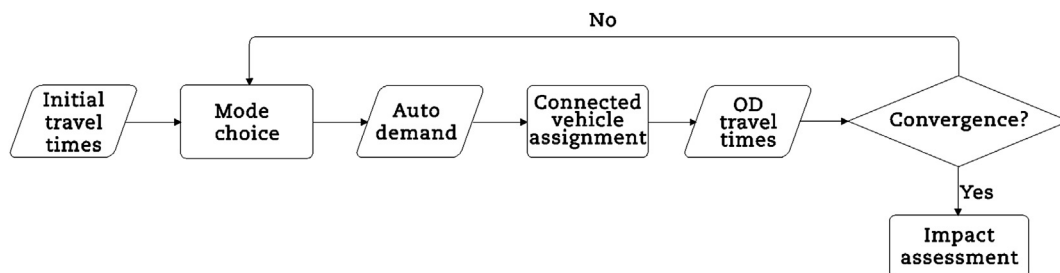 No
Initial
travel
times
Mode
choice
Auto
demand
Connected
vehicle
assignment
OD
travel
times
Convergence?
Yes
Impact
assessment